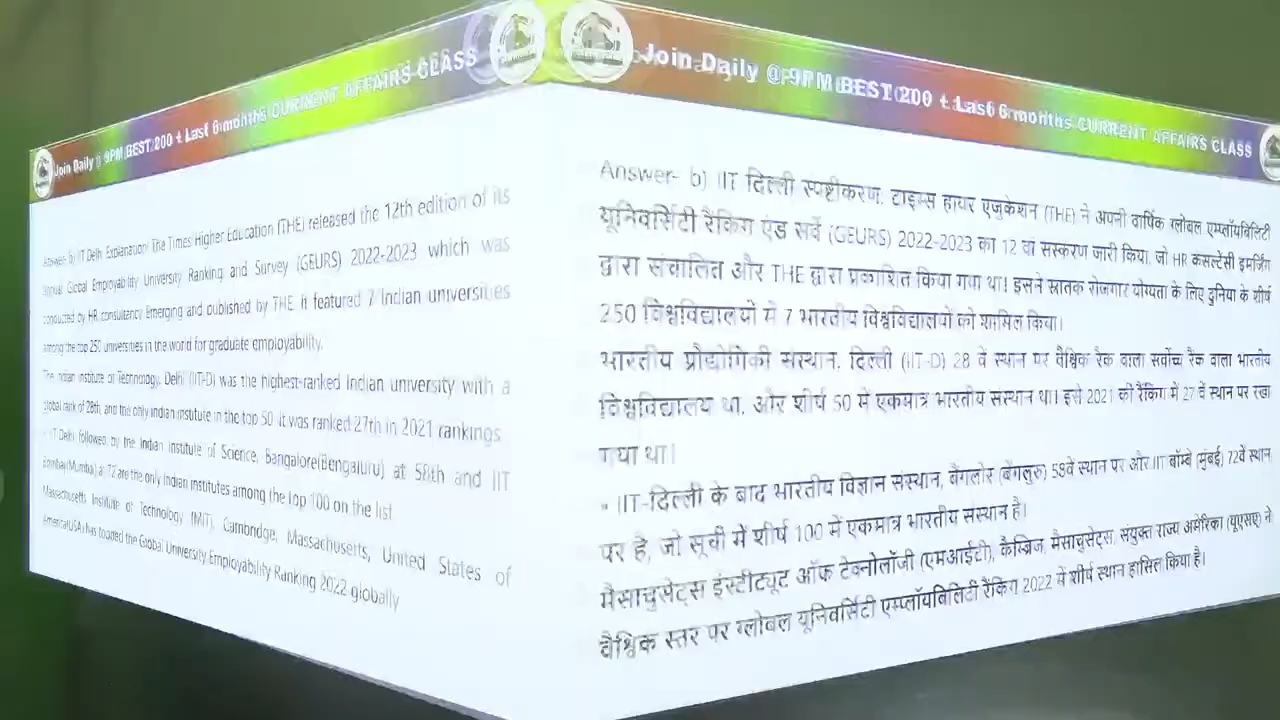 Join Daily @ 9PM BEST 200 + Last 6 months CURRENT AFFAIRS CLASS
Answer- b) IIT Delhi Explanation: The Times Higher Education (THE) released the 12th edition of its
annual Global Employability University Ranking and Survey (GEURS) 2022-2023 which was
conducted by HR consultancy Emerging and published by THE. It featured 7 Indian universities
among the top 250 universities in the world for graduate employability.
The Indian Institute of Technology, Delhi (IIT-D) was the highest-ranked Indian university with a
global rank of 28th, and the only Indian institute in the top 50. It was ranked 27th in 2021 rankings.
IIT Delhi followed by the Indian Institute of Science, Bangalore(Bengaluru) at 58th and IIT
Bombay(Mumbai) at 72 are the only Indian institutes among the top 100 on the list.
Massachusetts Institute of Technology (MIT), Cambridge, Massachusetts, United States of
America(USA) has topped the Global University Employability Ranking 2022 globally
Join Daily @ 9PM BEST 200 + Last 6 months CURRENT AFFAIRS CLASS
Answer- b) IIT दिल्ली स्पष्टीकरण: टाइम्स हायर एजुकेशन (THE) ने अपनी वार्षिक ग्लोबल एम्प्लॉयबिलिटी
यूनिवर्सिटी रैंकिंग एंड सर्वे (GEURS) 2022-2023 का 12 वां संस्करण जारी किया, जो HR कंसल्टेंसी इमर्जिंग
द्वारा संचालित और THE द्वारा प्रकाशित किया गया था। इसने स्नातक रोजगार योग्यता के लिए दुनिया के शीर्ष
250 विश्वविद्यालयों में 7 भारतीय विश्वविद्यालयों को शामिल किया।
भारतीय प्रौद्योगिकी संस्थान, दिल्ली (IIT-D) 28 वें स्थान पर वैश्विक रैंक वाला सर्वोच्च रैंक वाला भारतीय
विश्वविद्यालय था, और शीर्ष 50 में एकमात्र भारतीय संस्थान था। इसे 2021 की रैंकिंग में 27 वें स्थान पर रखा
गया था।
• IIT-दिल्ली के बाद भारतीय विज्ञान संस्थान, बैंगलोर (बेंगलुरु) 58वें स्थान पर और IIT बॉम्बे (मुंबई) 72वें स्थान
पर है, जो सूची में शीर्ष 100 में एकमात्र भारतीय संस्थान है।
मैसाचुसेट्स इंस्टीट्यूट ऑफ टेक्नोलॉजी (एमआईटी), कैम्ब्रिज, मैसाचुसेट्स, संयुक्त राज्य अमेरिका (यूएसए) ने
वैश्विक स्तर पर ग्लोबल यूनिवर्सिटी एम्प्लॉयबिलिटी रैंकिंग 2022 में शीर्ष स्थान हासिल किया है।